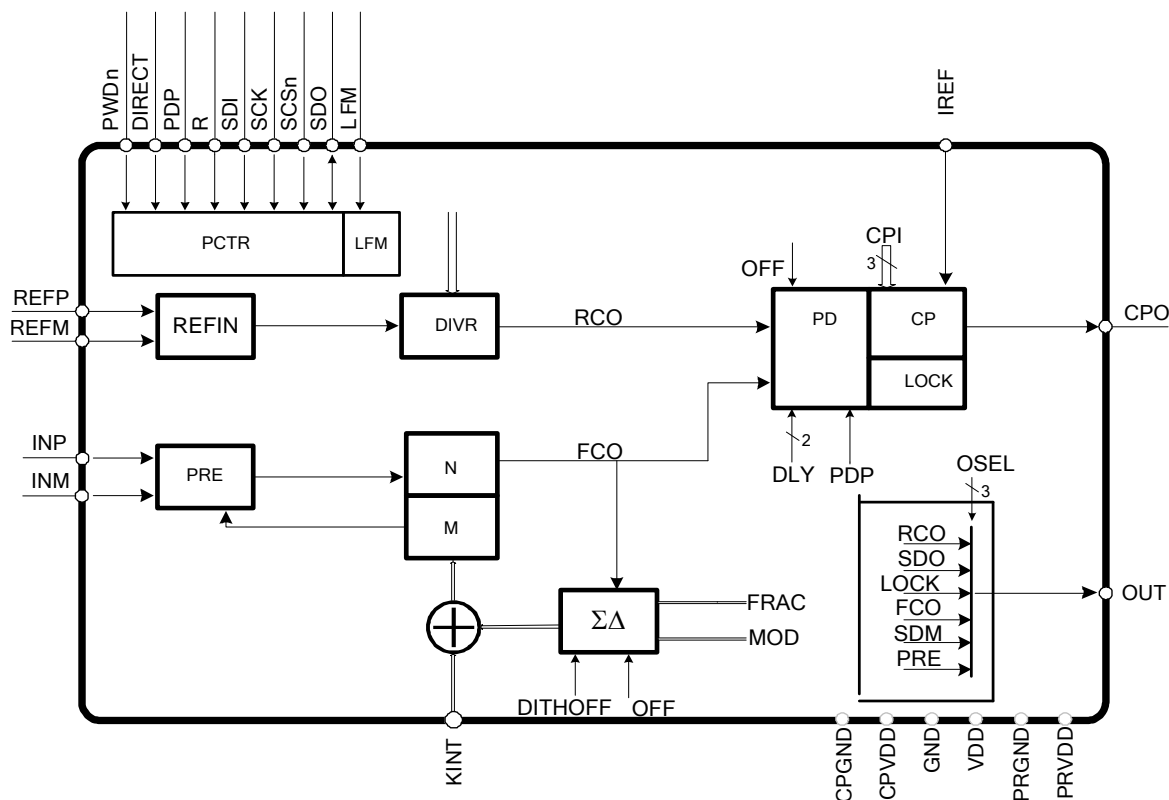 PWDn
DIRECT
PDP
R
SDI
SCK
SCSn
SDO
LFM
IREF
PCTR
LFM
CPI
3
OFF
REFP
REFM
REFIN
DIVR
RCO
PD
CP
LOCK
CPO
INP
INM
PRE
N
M
FCO
2
DLY
PDP
OSEL
3
RCO
SDO
LOCK
FCO
SDM
PRE
OUT
ΣΔ
FRAC
MOD
DITHOFF
OFF
KINT
CPGND
CPVDD
GND
VDD
PRGND
PRVDD